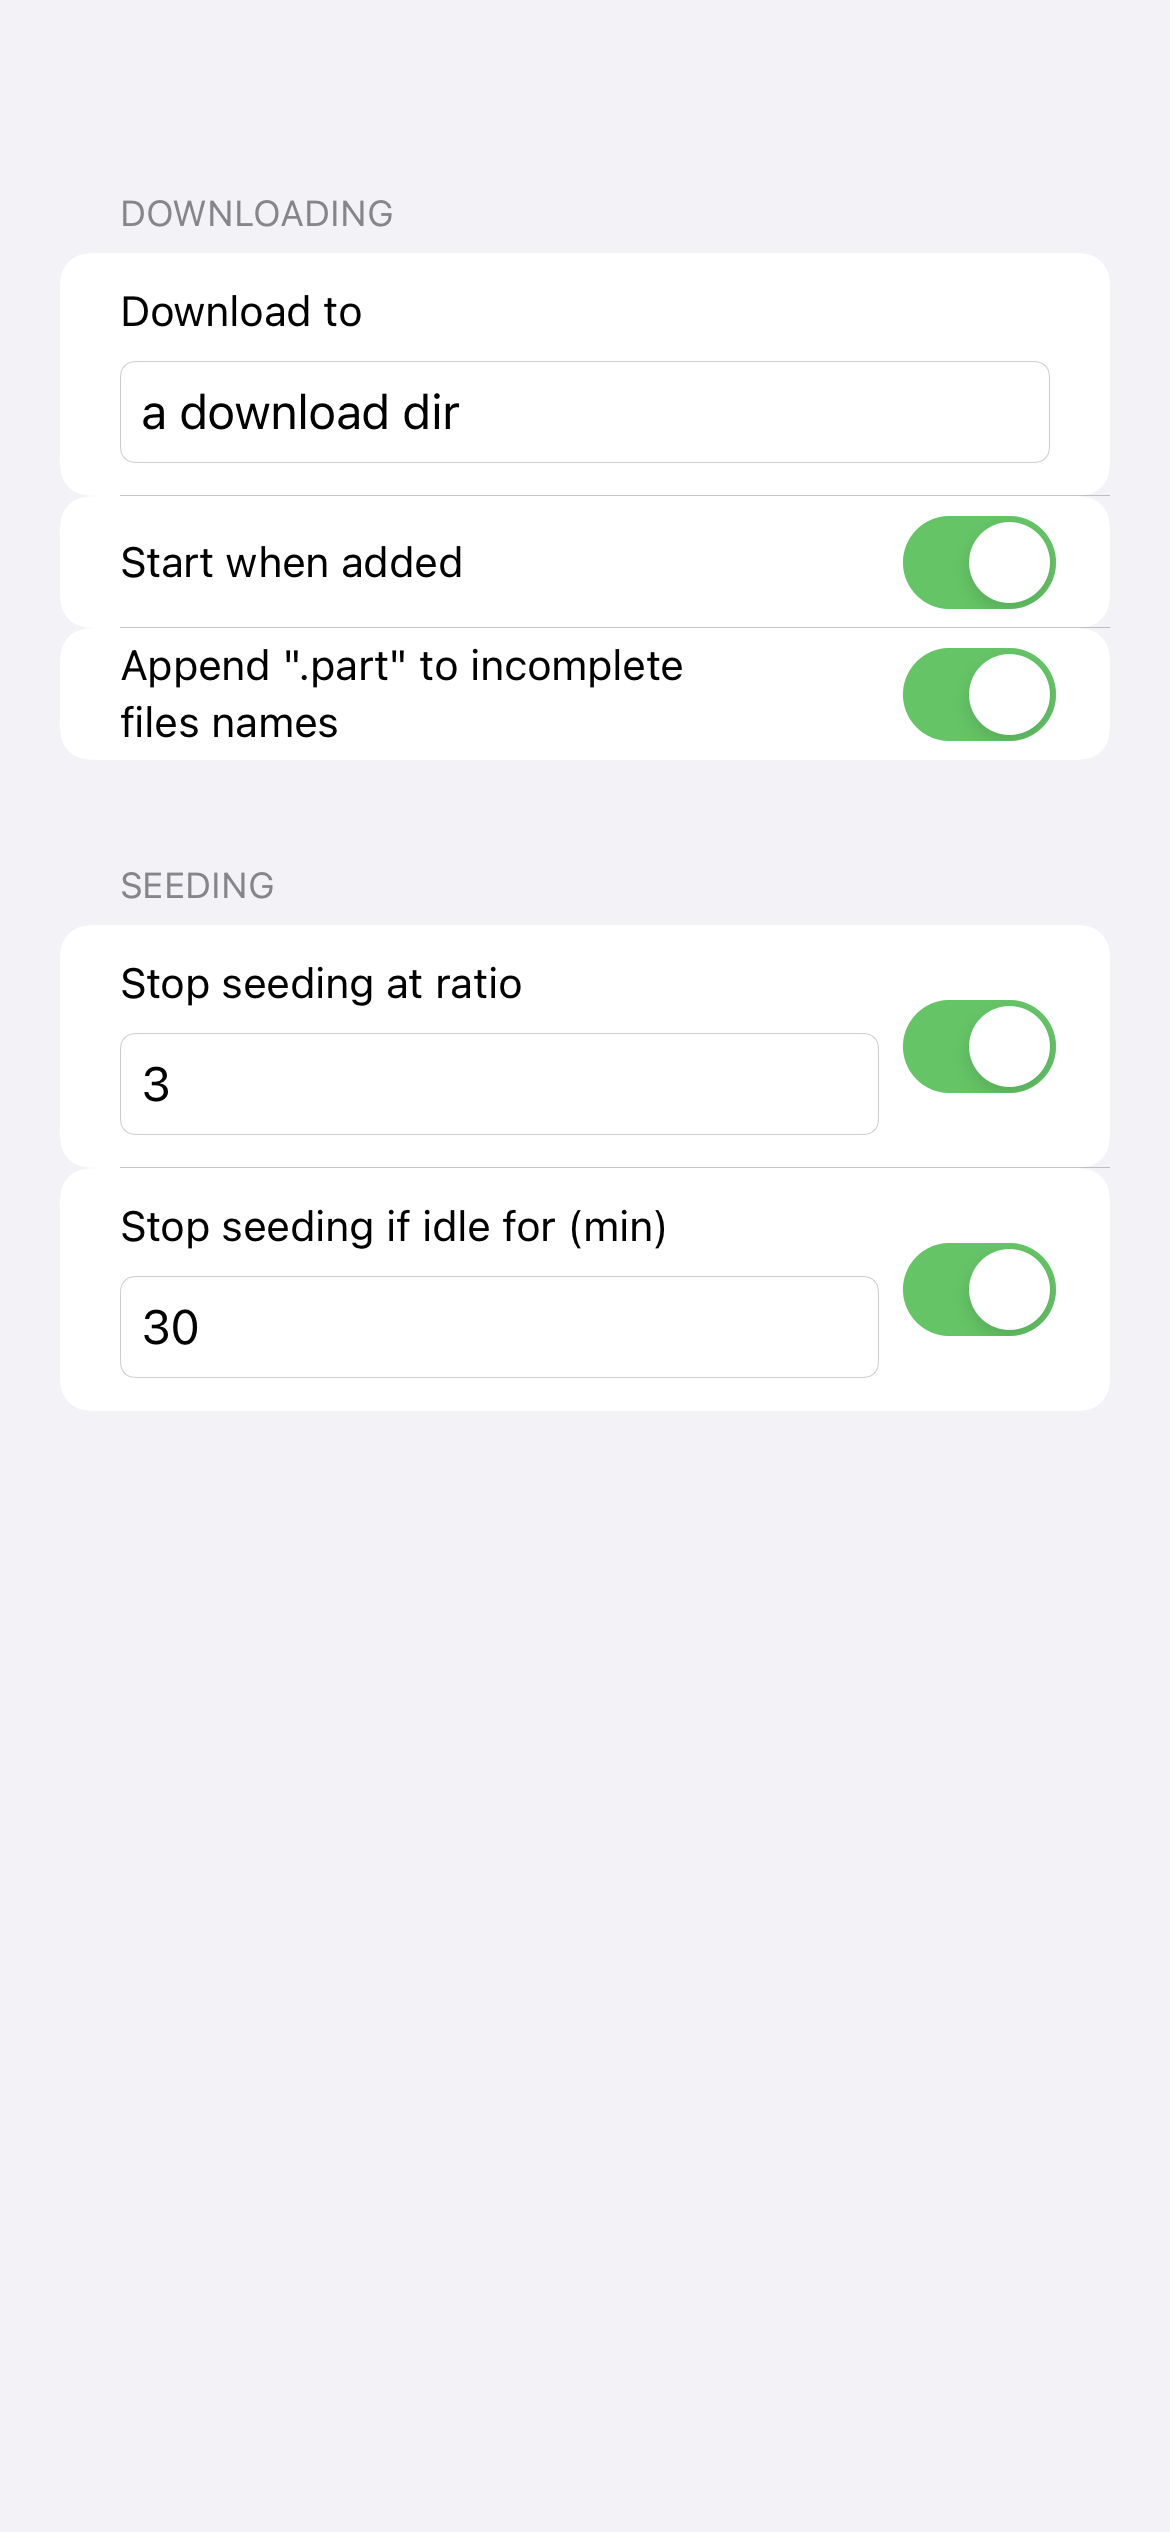 DOWNLOADING
Download to
a download dir
Start when added
Append ".part" to incomplete
files names
SEEDING
Stop seeding at ratio
3
Stop seeding if idle for (min)
30